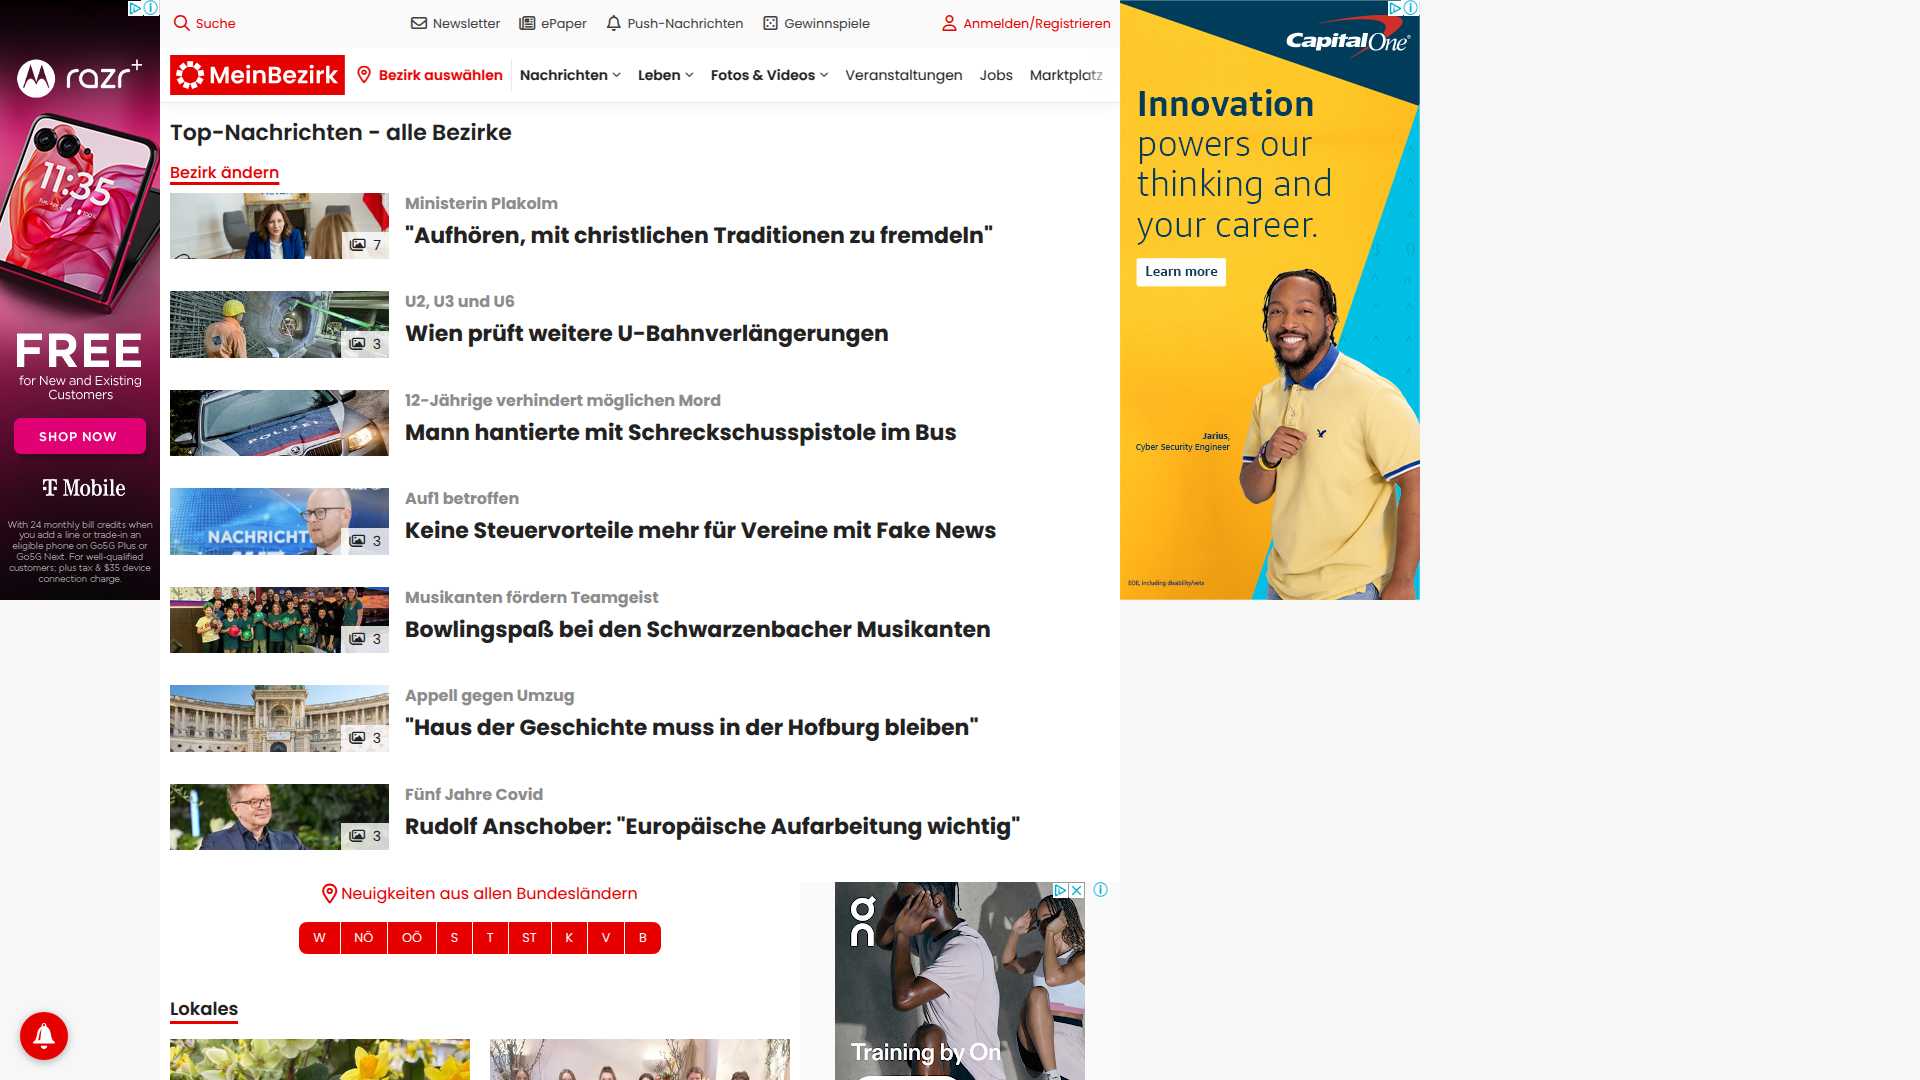 Suche
Newsletter
ePaper
Push-Nachrichten
Gewinnspiele
Anmelden/Registrieren
MeinBezirk
Bezirk auswählen
Nachrichten
Leben
Fotos & Videos
Veranstaltungen
Jobs
Marktplatz
Top-Nachrichten - alle Bezirke
Bezirk ändern
7
Ministerin Plakolm
"Aufhören, mit christlichen Traditionen zu fremdeln"
3
U2, U3 und U6
Wien prüft weitere U-Bahnverlängerungen
POLIZEI
12-Jährige verhindert möglichen Mord
Mann hantierte mit Schreckschusspistole im Bus
NACHRICHT
3
Auf1 betroffen
Keine Steuervorteile mehr für Vereine mit Fake News
3
Musikanten fördern Teamgeist
Bowlingspaß bei den Schwarzenbacher Musikanten
3
Appell gegen Umzug
"Haus der Geschichte muss in der Hofburg bleiben"
3
Fünf Jahre Covid
Rudolf Anschober: "Europäische Aufarbeitung wichtig"
Neuigkeiten aus allen Bundesländern
W NÖ OÖ S T ST K V B
Lokales
razr+
11:35
FREE
for New and Existing
Customers
SHOP NOW
T Mobile
With 24 monthly bill credits when
you add a line or trade-in an
eligible phone on Go5G Plus or
Go5G Next. For well-qualified
customers; plus tax & $35 device
connection charge.
Capital One
Innovation
powers our
thinking and
your career.
Learn more
Jarius,
Cyber Security Engineer
EOE, including disability/vets
on
Training by On